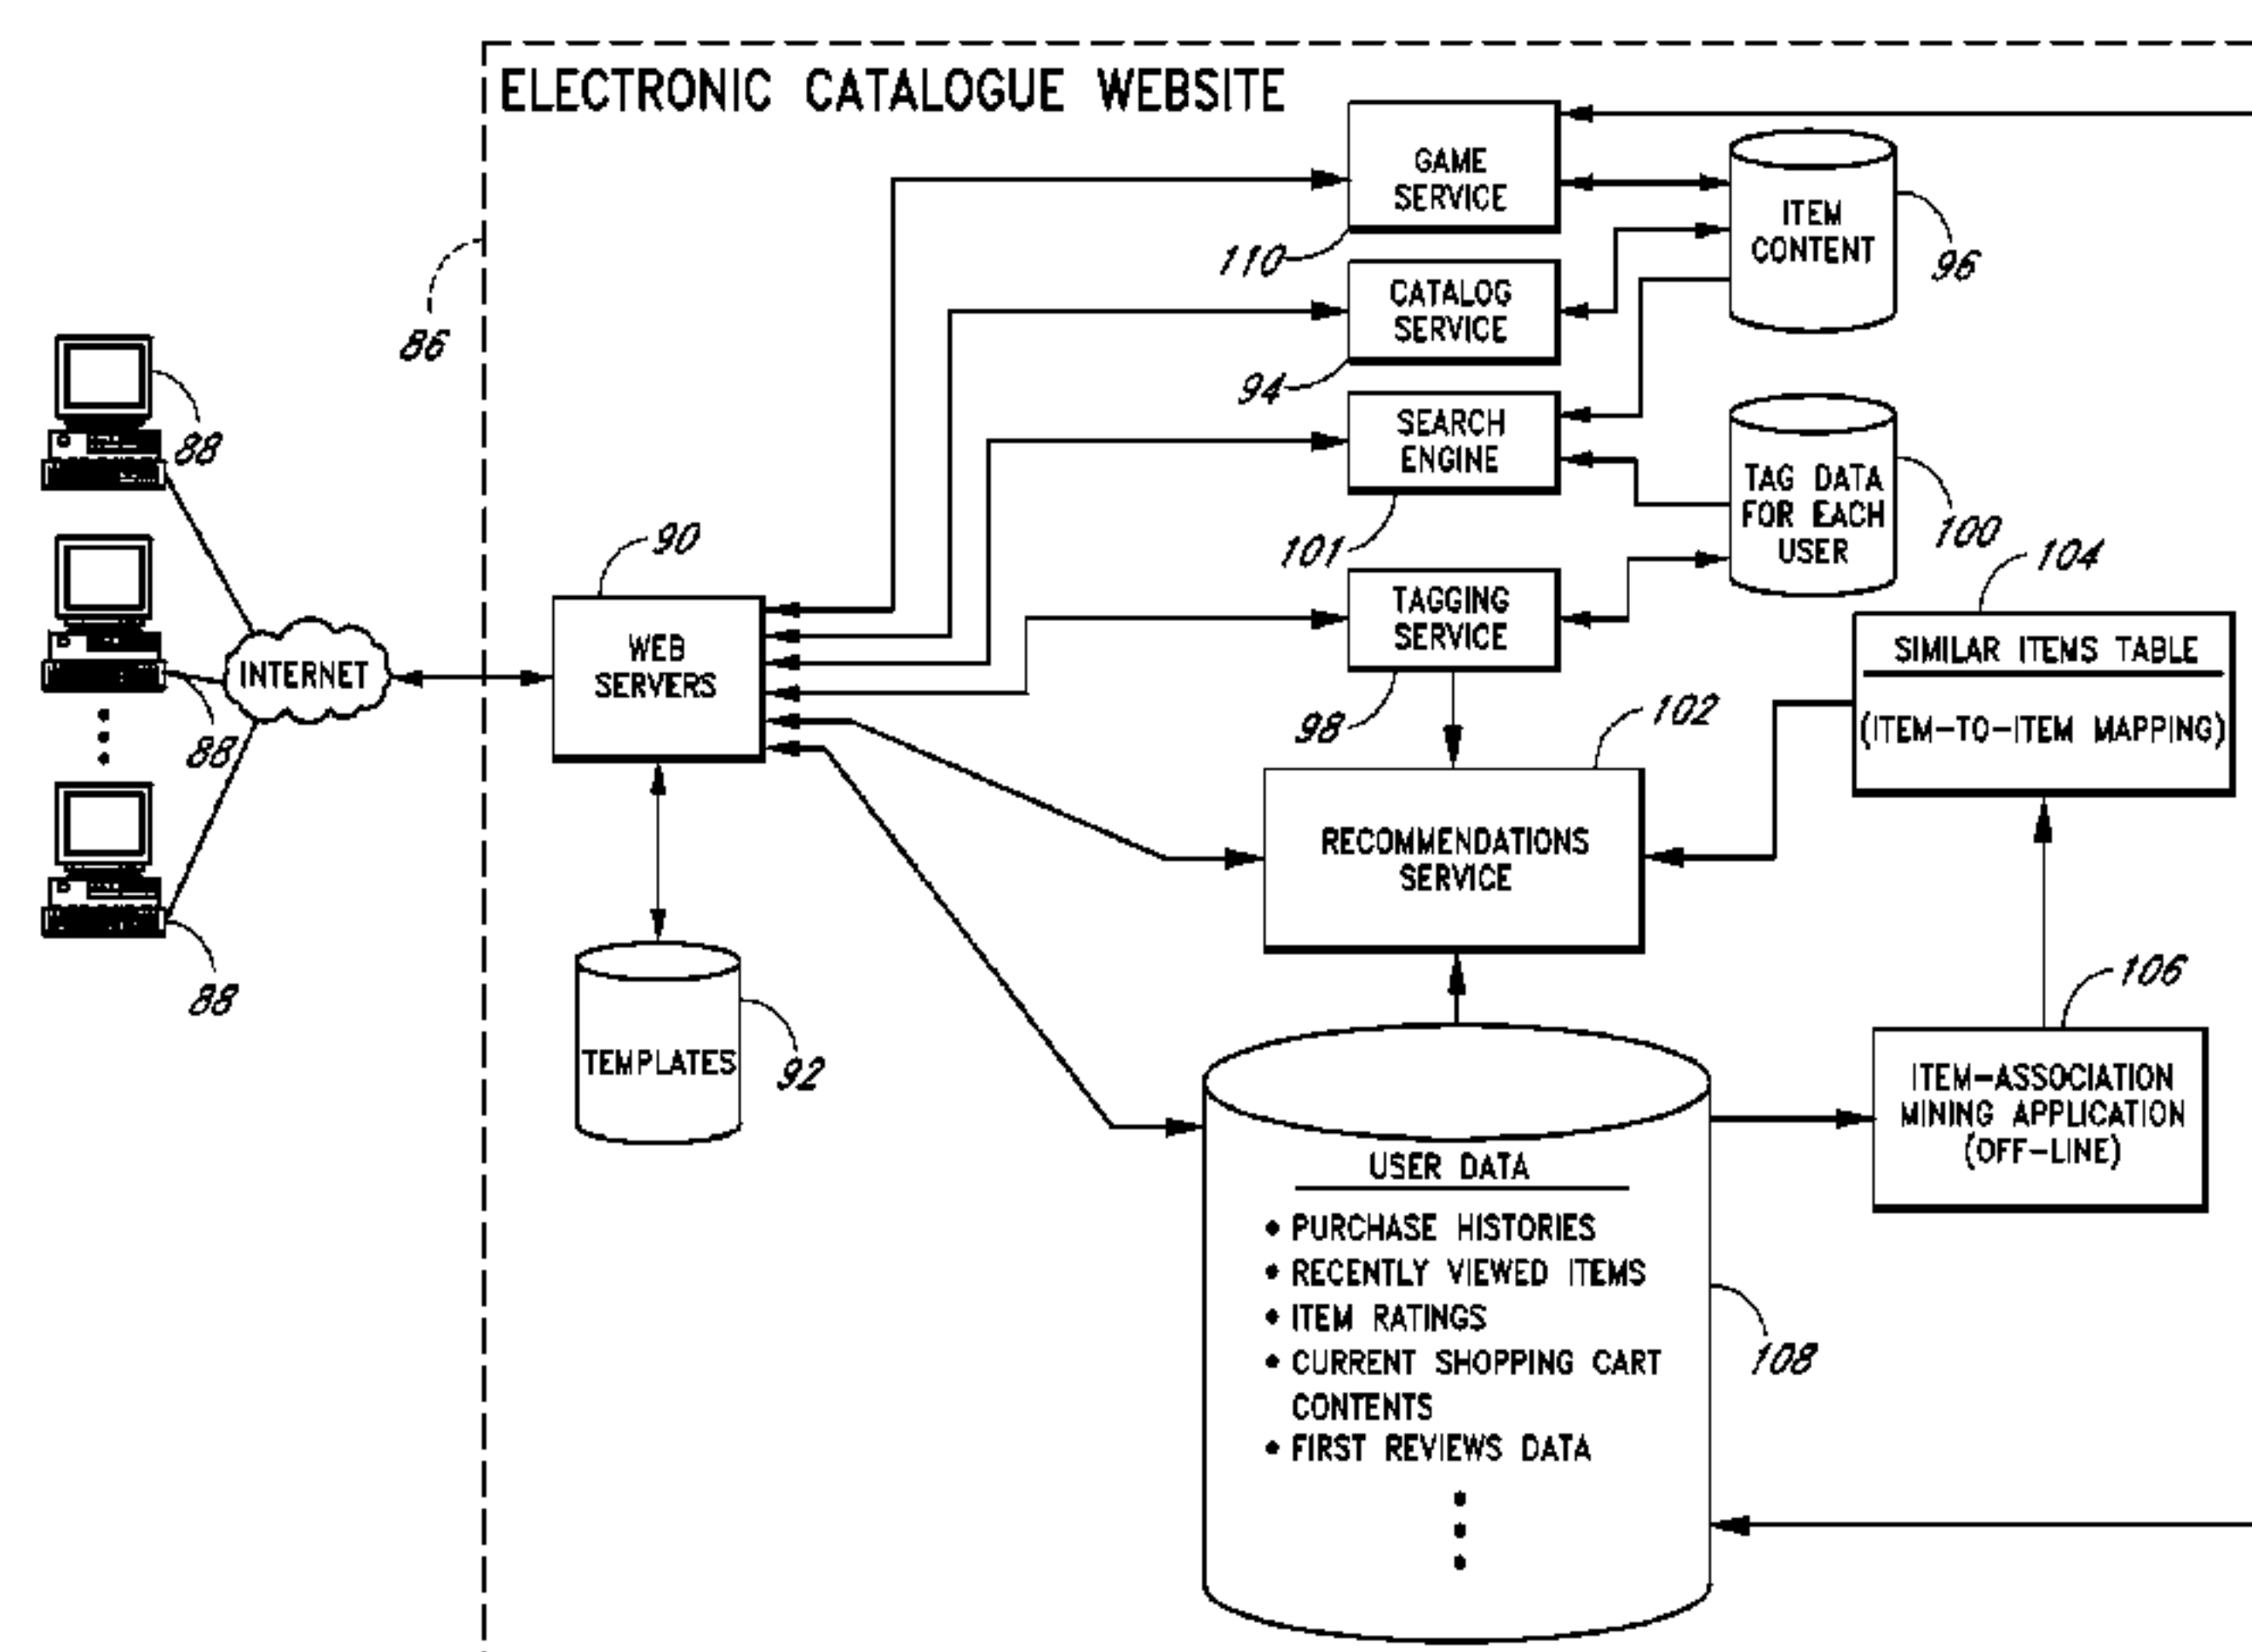 ELECTRONIC CATALOGUE WEBSITE
GAME
SERVICE
110
ITEM
CONTENT
96
86
CATALOG
SERVICE
94
88
SEARCH
ENGINE
101
TAG DATA
FOR EACH
USER
100
90
WEB
SERVERS
TAGGING
SERVICE
98
104
SIMILAR ITEMS TABLE
(ITEM-TO-ITEM MAPPING)
INTERNET
88
102
RECOMMENDATIONS
SERVICE
88
TEMPLATES
92
106
ITEM-ASSOCIATION
MINING APPLICATION
(OFF-LINE)
USER DATA
• PURCHASE HISTORIES
• RECENTLY VIEWED ITEMS
• ITEM RATINGS
• CURRENT SHOPPING CART
CONTENTS
• FIRST REVIEWS DATA
108